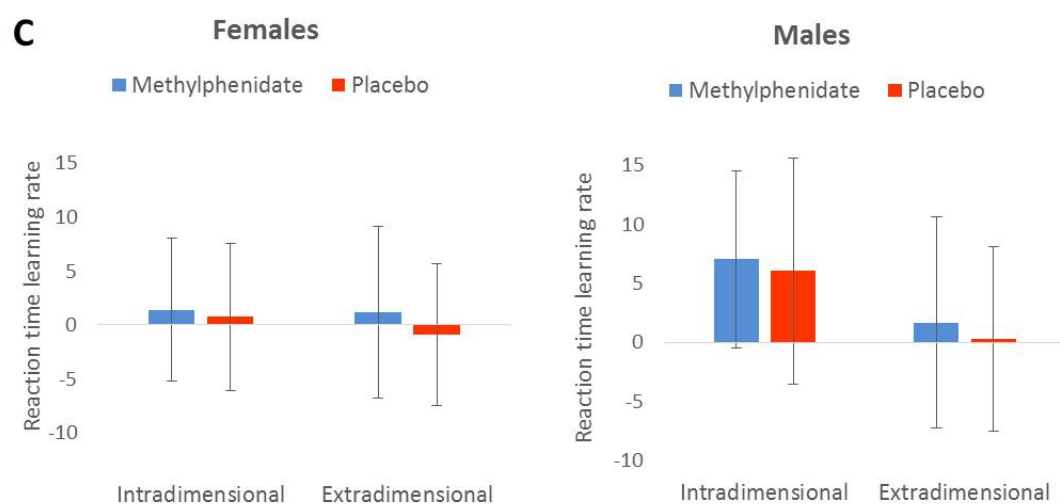 C
Females
Methylphenidate Placebo
Reaction time learning rate
15
10
5
0
-5
-10
Intradimensional Extradimensional
Males
Methylphenidate Placebo
Reaction time learning rate
15
10
5
0
-5
-10
Intradimensional Extradimensional